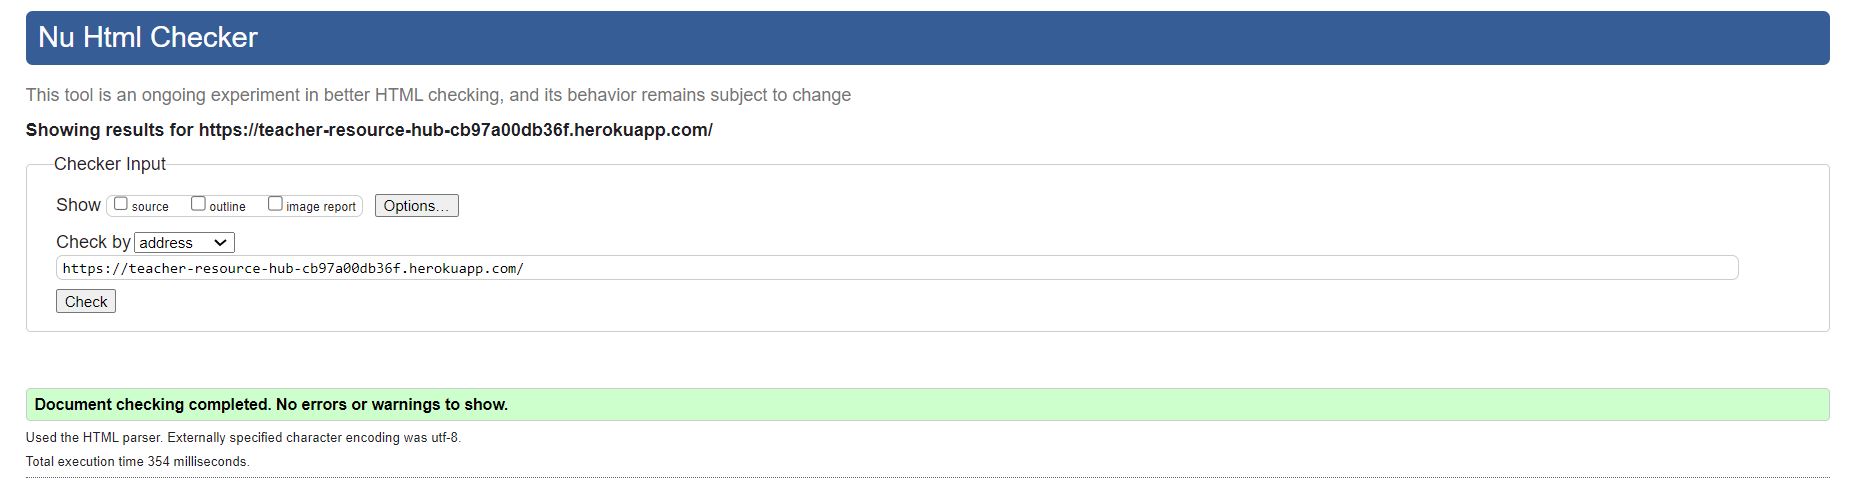 Nu Html Checker
This tool is an ongoing experiment in better HTML checking, and its behavior remains subject to change
Showing results for https://teacher-resource-hub-cb97a00db36f.herokuapp.com/
Checker Input
Show source outline image report Options...
Check by address
https://teacher-resource-hub-cb97a00db36f.herokuapp.com/
Check
Document checking completed. No errors or warnings to show.
Used the HTML parser. Externally specified character encoding was utf-8.
Total execution time 354 milliseconds.